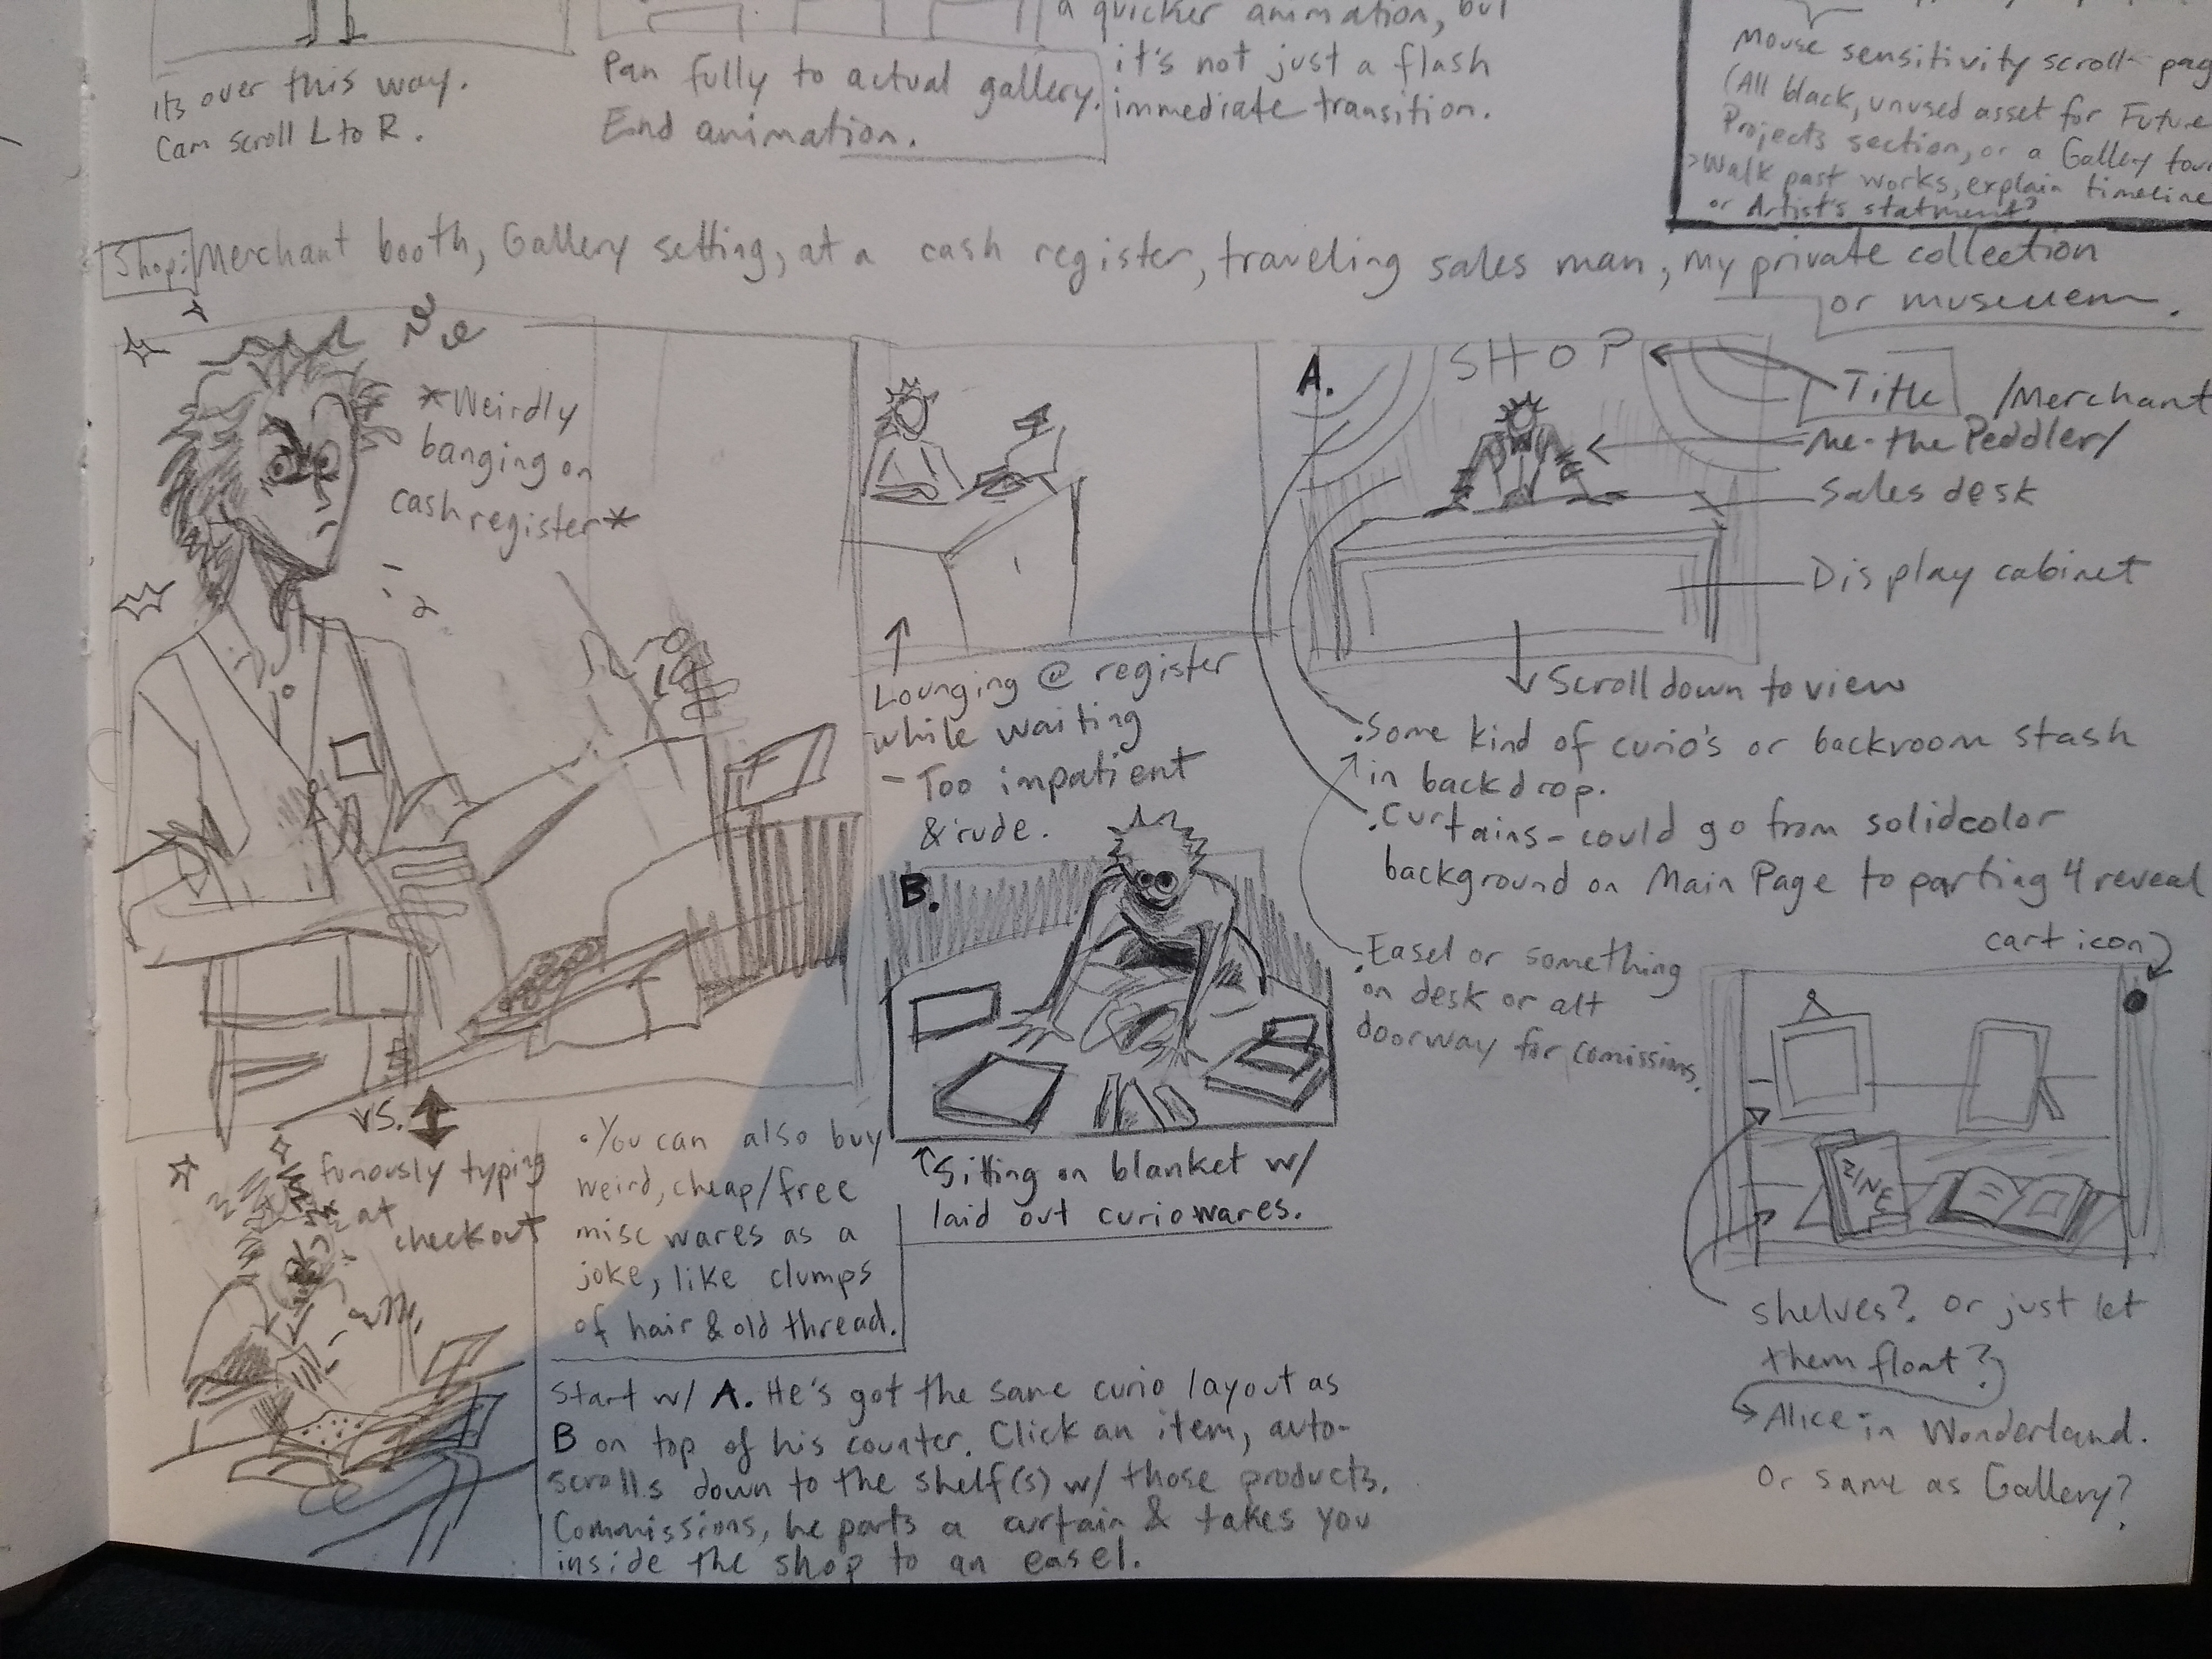 its over this way.
Cam scroll L to R.
Pan fully to actual gallery.
End animation.
a quicker animation, but
it's not just a flash
immediate transition.
Mouse sensitivity scroll pag
(All black, unused asset for Future
Projects section, or a Gallery tour
>Walk past works, explain timeline
or Artist's statment?
Shop: Merchant booth, Gallery setting, at a cash register, traveling sales man, my private collection
or museuem.
*Weirdly
banging on
cash register*
Lounging @ register
while waiting
- Too impatient
& rude.
A.
SHOP
Title /Merchant
Me - the Peddler/
Sales desk
Display cabinet
Scroll down to view
. Some kind of curio's or backroom stash
in backdrop.
. Curtains - could go from solid color
background on Main Page to parting 4 reveal
. Easel or something
on desk or alt
doorway for comissions.
B.
Sitting on blanket w/
laid out curio wares.
cart icon
ZINE
shelves? or just let
them float?
Alice in Wonderland.
Or same as Gallery?
vs.
furiously typing
at
checkout
• You can also buy
weird, cheap/free
misc wares as a
joke, like clumps
of hair & old thread.
Start w/ A. He's got the same curio layout as
B on top of his counter. Click an item, auto-
scrolls down to the shelf(s) w/ those products.
Commissions, he parts a curtain & takes you
inside the shop to an easel.